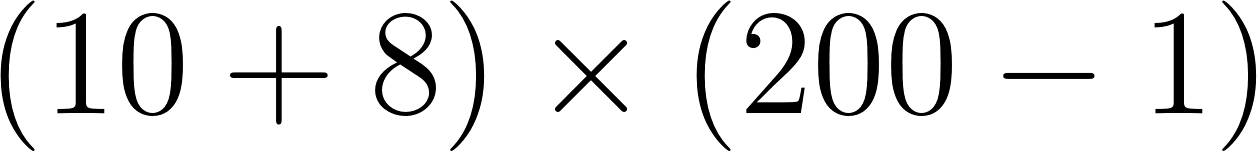 (10 + 8) × (200 − 1)